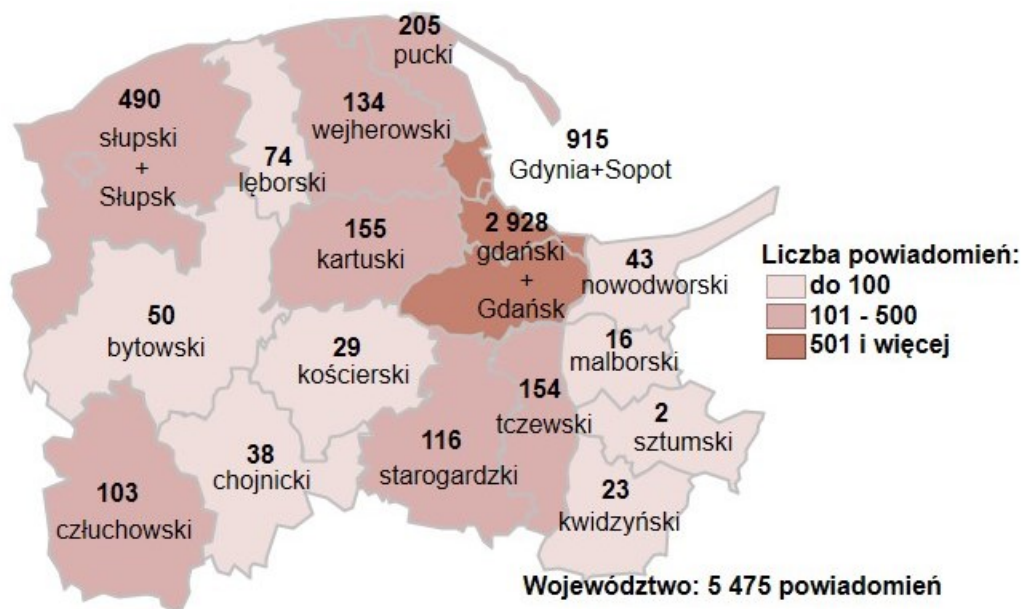 205
pucki
490
słupski
+
Słupsk
134
wejherowski
74
lęborski
915
Gdynia+Sopot
155
kartuski
2 928
gdański
+
Gdańsk
43
nowodworski
Liczba powiadomień:
do 100
101 - 500
501 i więcej
50
bytowski
29
kościerski
16
malborski
154
tczewski
2
sztumski
103
człuchowski
38
chojnicki
116
starogardzki
23
kwidzyński
Województwo: 5 475 powiadomień